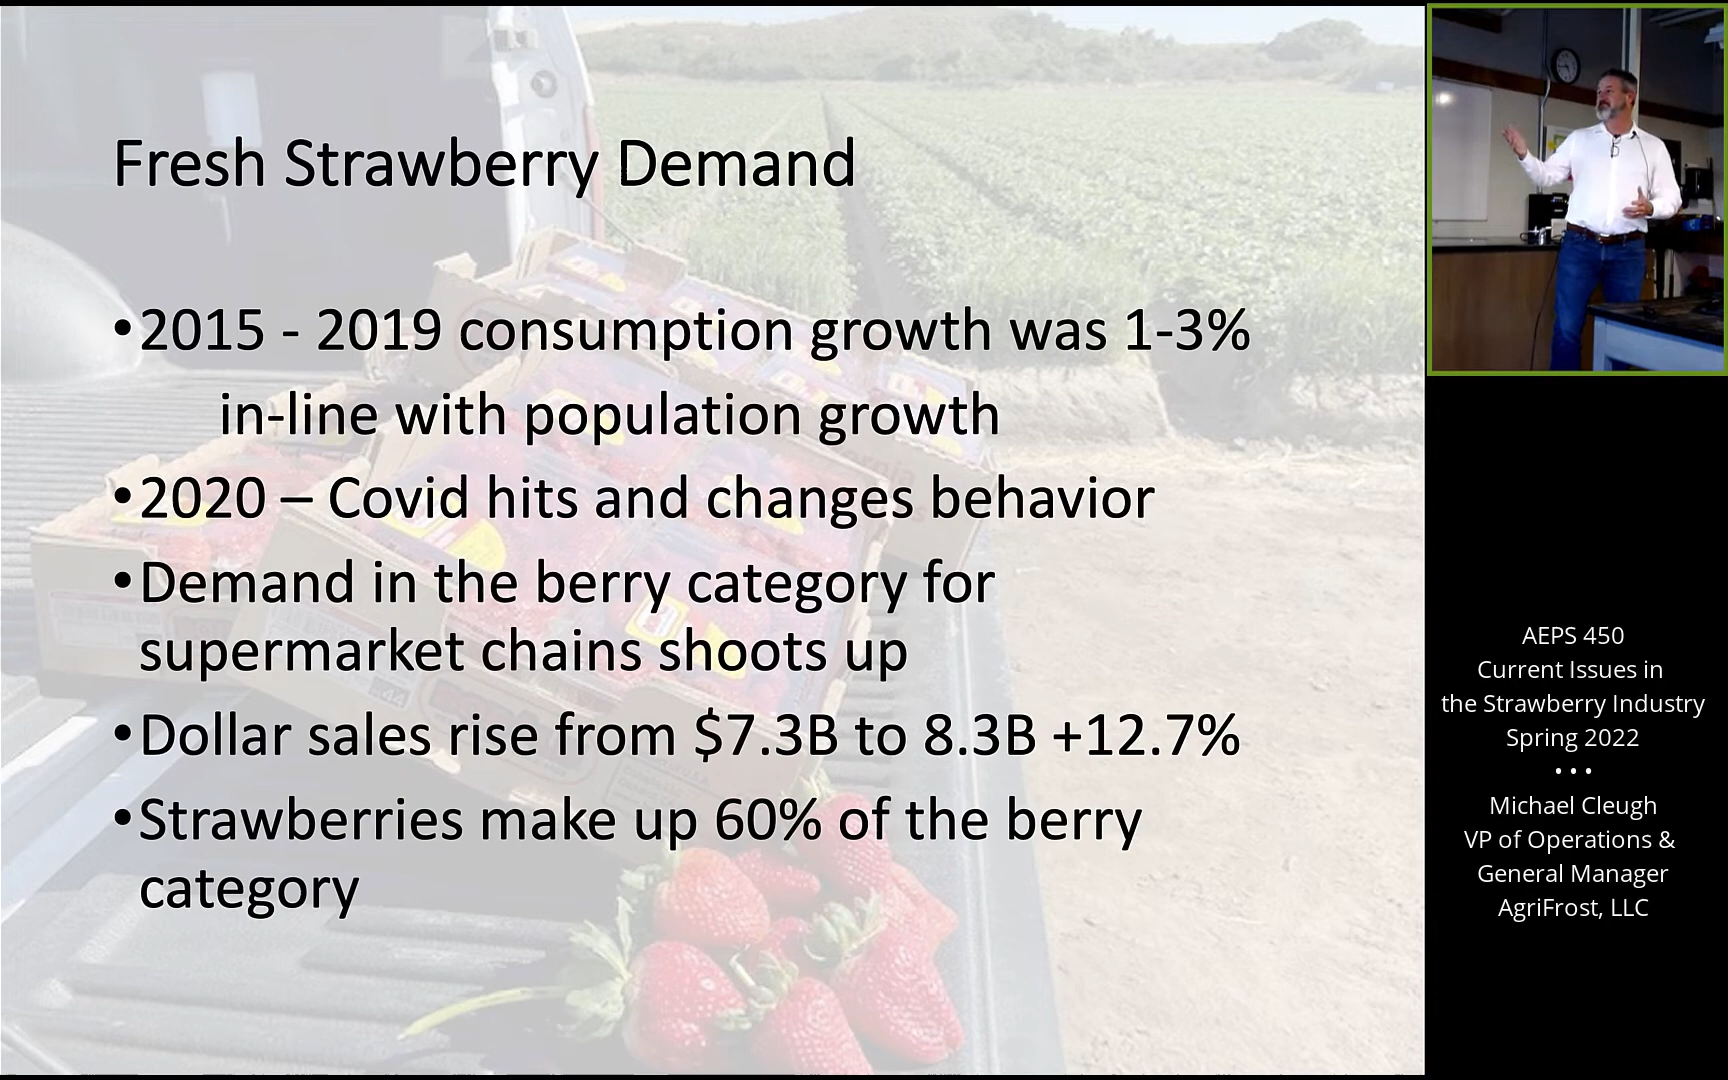 Fresh Strawberry Demand
•2015 - 2019 consumption growth was 1-3%
in-line with population growth
•2020 – Covid hits and changes behavior
•Demand in the berry category for
supermarket chains shoots up
•Dollar sales rise from $7.3B to 8.3B +12.7%
•Strawberries make up 60% of the berry
category
AEPS 450
Current Issues in
the Strawberry Industry
Spring 2022
• • •
Michael Cleugh
VP of Operations &
General Manager
AgriFrost, LLC